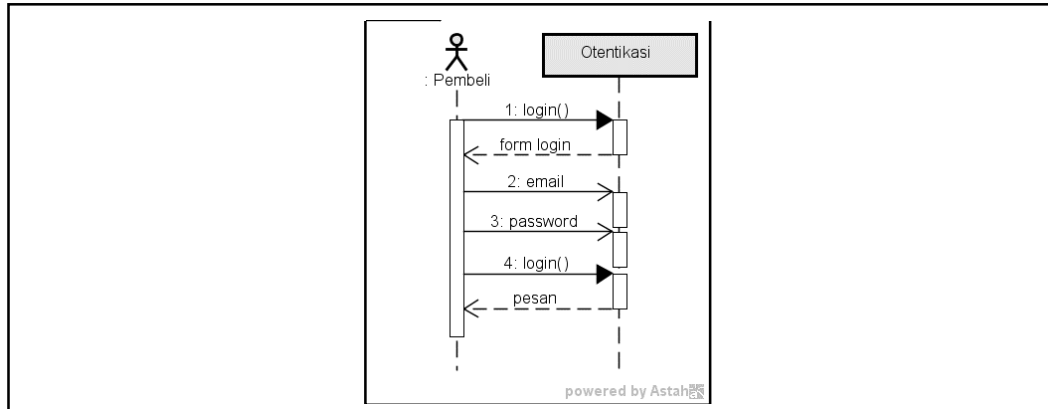 Otentikasi
: Pembeli
1: login()
form login
2: email
3: password
4: login()
pesan
powered by Astah